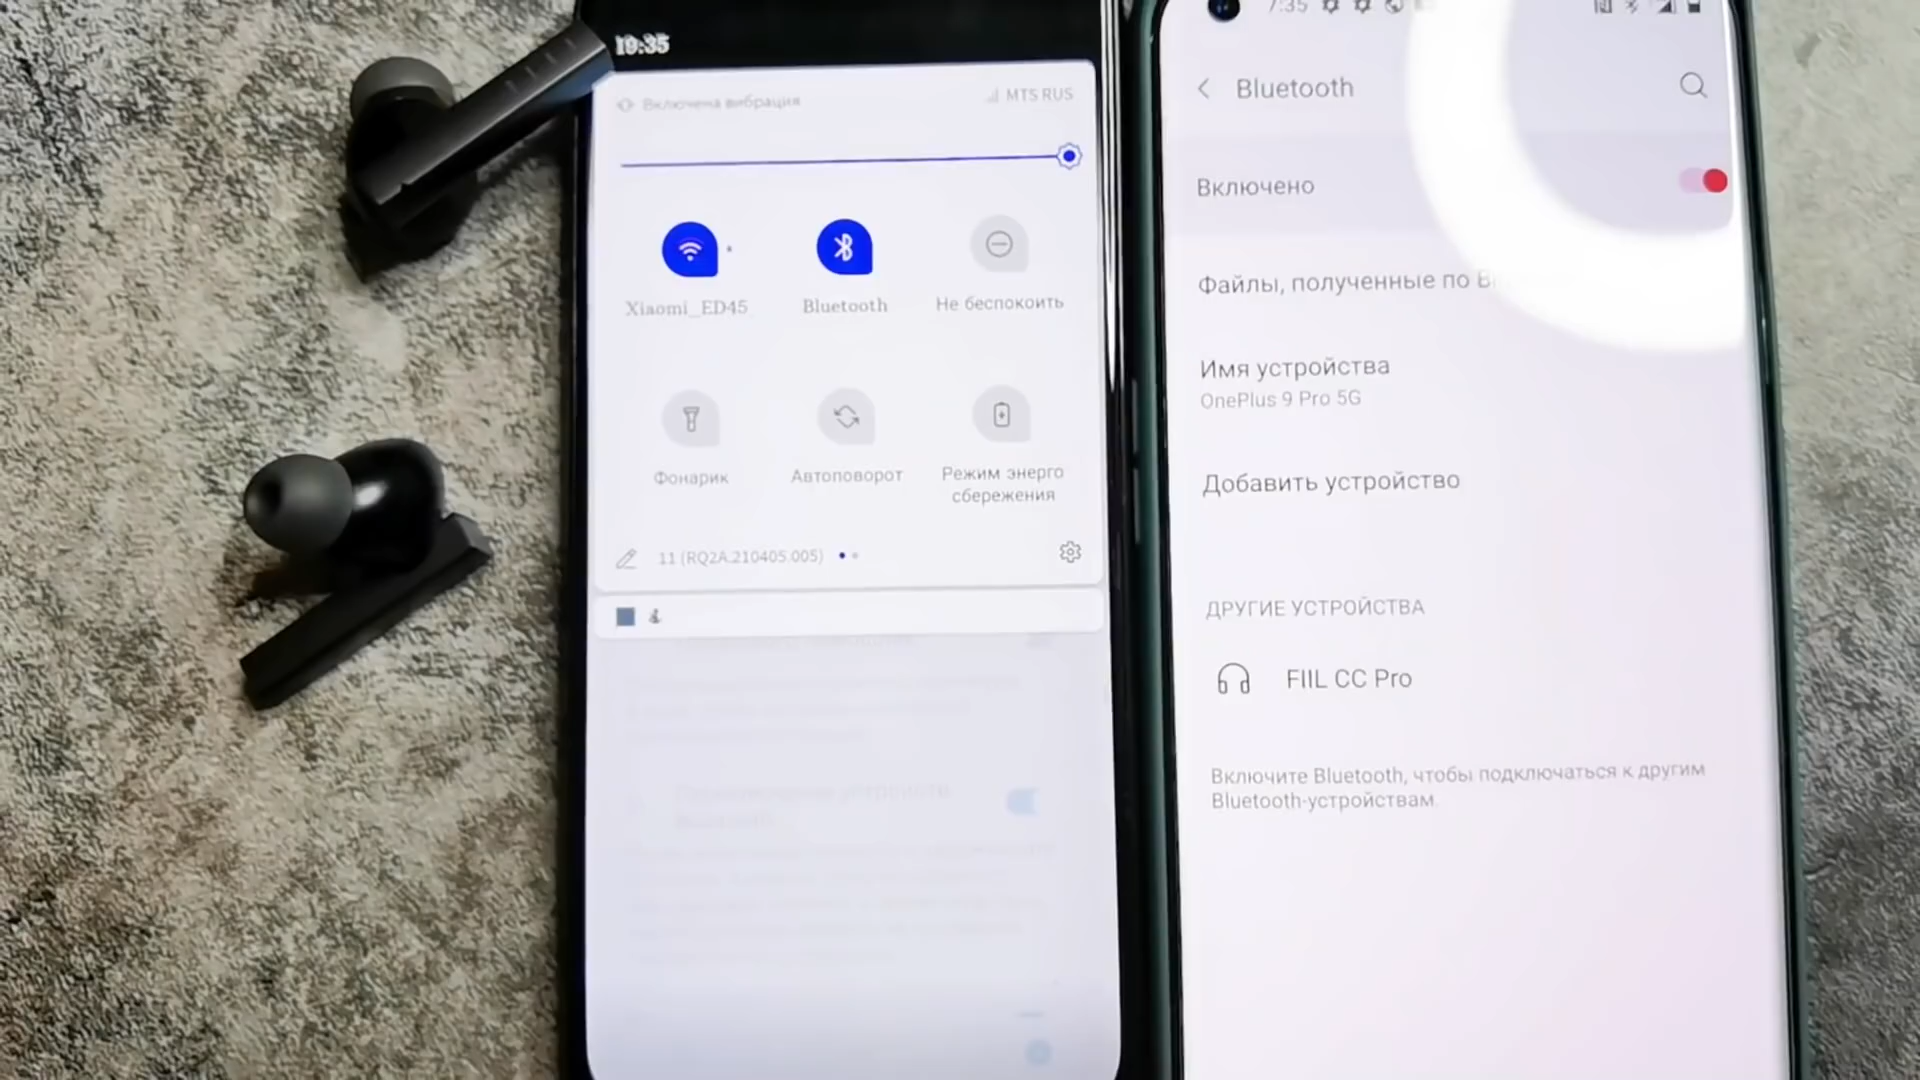 19:35
Включена вибрация
MTS RUS
Xiaomi_ED45
Bluetooth
Не беспокоить
Фонарик
Автоповорот
Режим энерго
сбережения
11 (RQ2A.210405.005)
7:35
Bluetooth
Включено
Файлы, полученные по
Имя устройства
OnePlus 9 Pro 5G
Добавить устройство
ДРУГИЕ УСТРОЙСТВА
FIIL CC Pro
Включите Bluetooth, чтобы подключаться к другим
Bluetooth-устройствам.